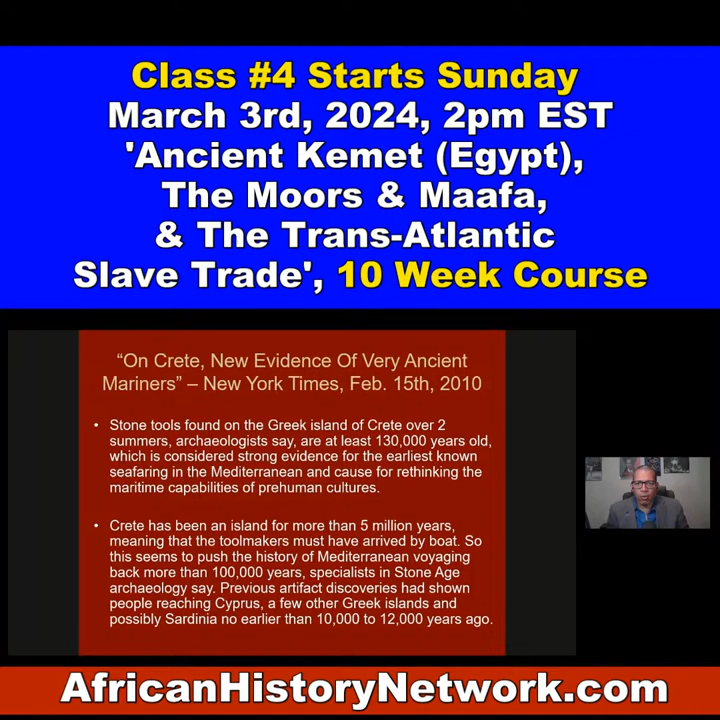 Class #4 Starts Sunday
March 3rd, 2024, 2pm EST
'Ancient Kemet (Egypt),
The Moors & Maafa,
& The Trans-Atlantic
Slave Trade', 10 Week Course
“On Crete, New Evidence Of Very Ancient
Mariners” – New York Times, Feb. 15th, 2010
• Stone tools found on the Greek island of Crete over 2
summers, archaeologists say, are at least 130,000 years old,
which is considered strong evidence for the earliest known
seafaring in the Mediterranean and cause for rethinking the
maritime capabilities of prehuman cultures.
• Crete has been an island for more than 5 million years,
meaning that the toolmakers must have arrived by boat. So
this seems to push the history of Mediterranean voyaging
back more than 100,000 years, specialists in Stone Age
archaeology say. Previous artifact discoveries had shown
people reaching Cyprus, a few other Greek islands and
possibly Sardinia no earlier than 10,000 to 12,000 years ago.
AfricanHistoryNetwork.com